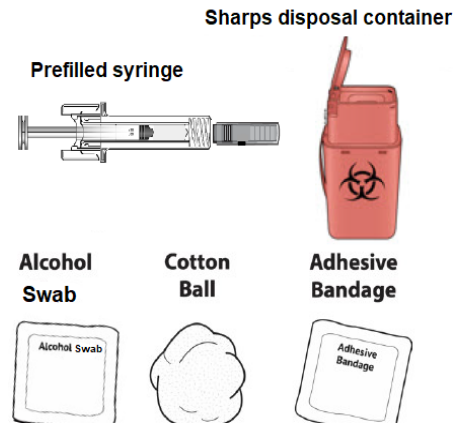 Sharps disposal container
Prefilled syringe
Alcohol
Swab
Cotton
Ball
Adhesive
Bandage
Alcohol Swab
Adhesive
Bandage